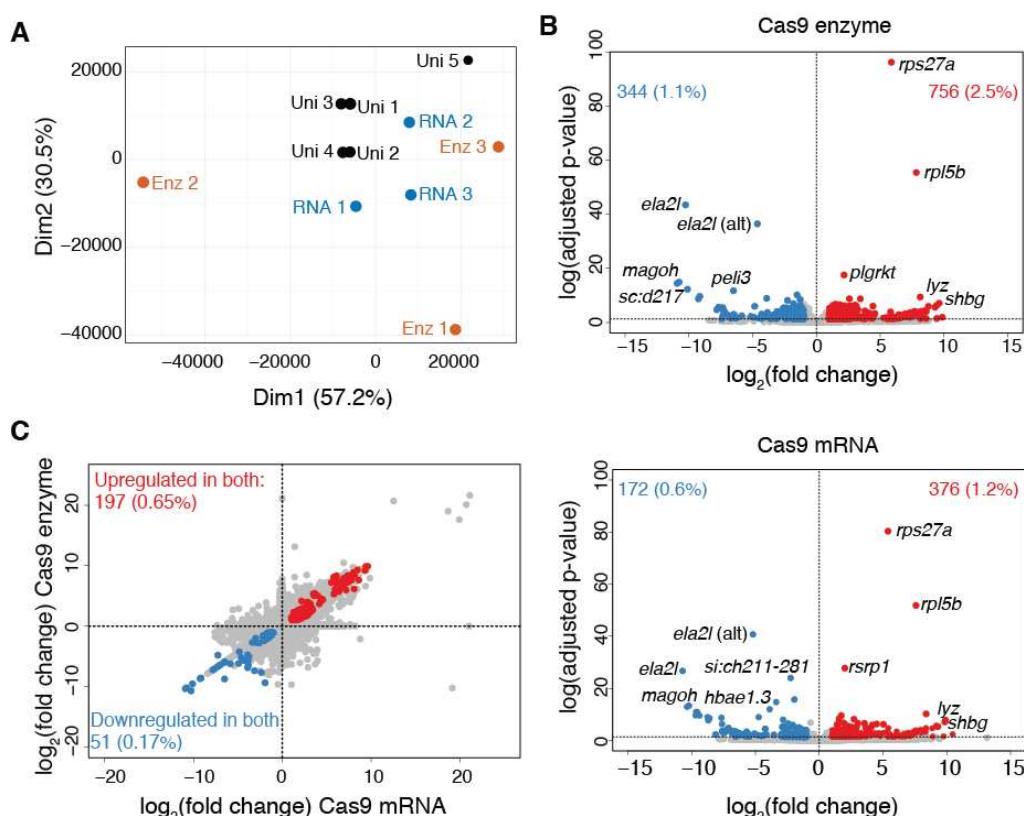 A
20000
0
−20000
−40000
Dim2 (30.5%)
Uni 5
Uni 3
Uni 1
RNA 2
Uni 4
Uni 2
Enz 3
Enz 2
RNA 1
RNA 3
Enz 1
−40000
−20000
0
20000
Dim1 (57.2%)
B
Cas9 enzyme
100
80
60
40
20
0
log(adjusted p-value)
344 (1.1%)
756 (2.5%)
rps27a
rpl5b
ela2l
ela2l (alt)
magoh
peli3
plgrkt
lyz
sc:d217
shbg
−15
−10
−5
0
5
10
15
log2(fold change)
C
Upregulated in both:
197 (0.65%)
20
10
0
−10
−20
log2(fold change) Cas9 enzyme
Downregulated in both
51 (0.17%)
−20
−10
0
10
20
log2(fold change) Cas9 mRNA
Cas9 mRNA
100
80
60
40
20
0
log(adjusted p-value)
172 (0.6%)
376 (1.2%)
rps27a
rpl5b
ela2l (alt)
ela2l
si:ch211-281
rsrp1
magoh
hbae1.3
lyz
shbg
−15
−10
−5
0
5
10
15
log2(fold change)